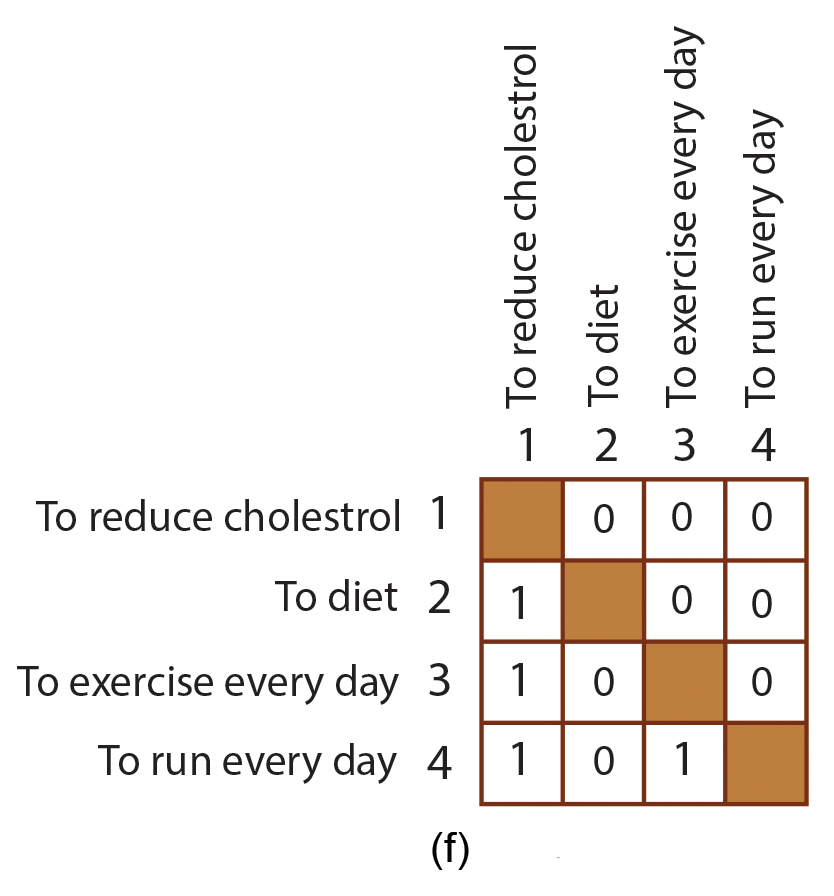 To reduce cholestrol
To diet
To exercise every day
To run every day
1 2 3 4
To reduce cholestrol 1 0 0 0
To diet 2 1 0 0
To exercise every day 3 1 0 0
To run every day 4 1 0 1
(f)